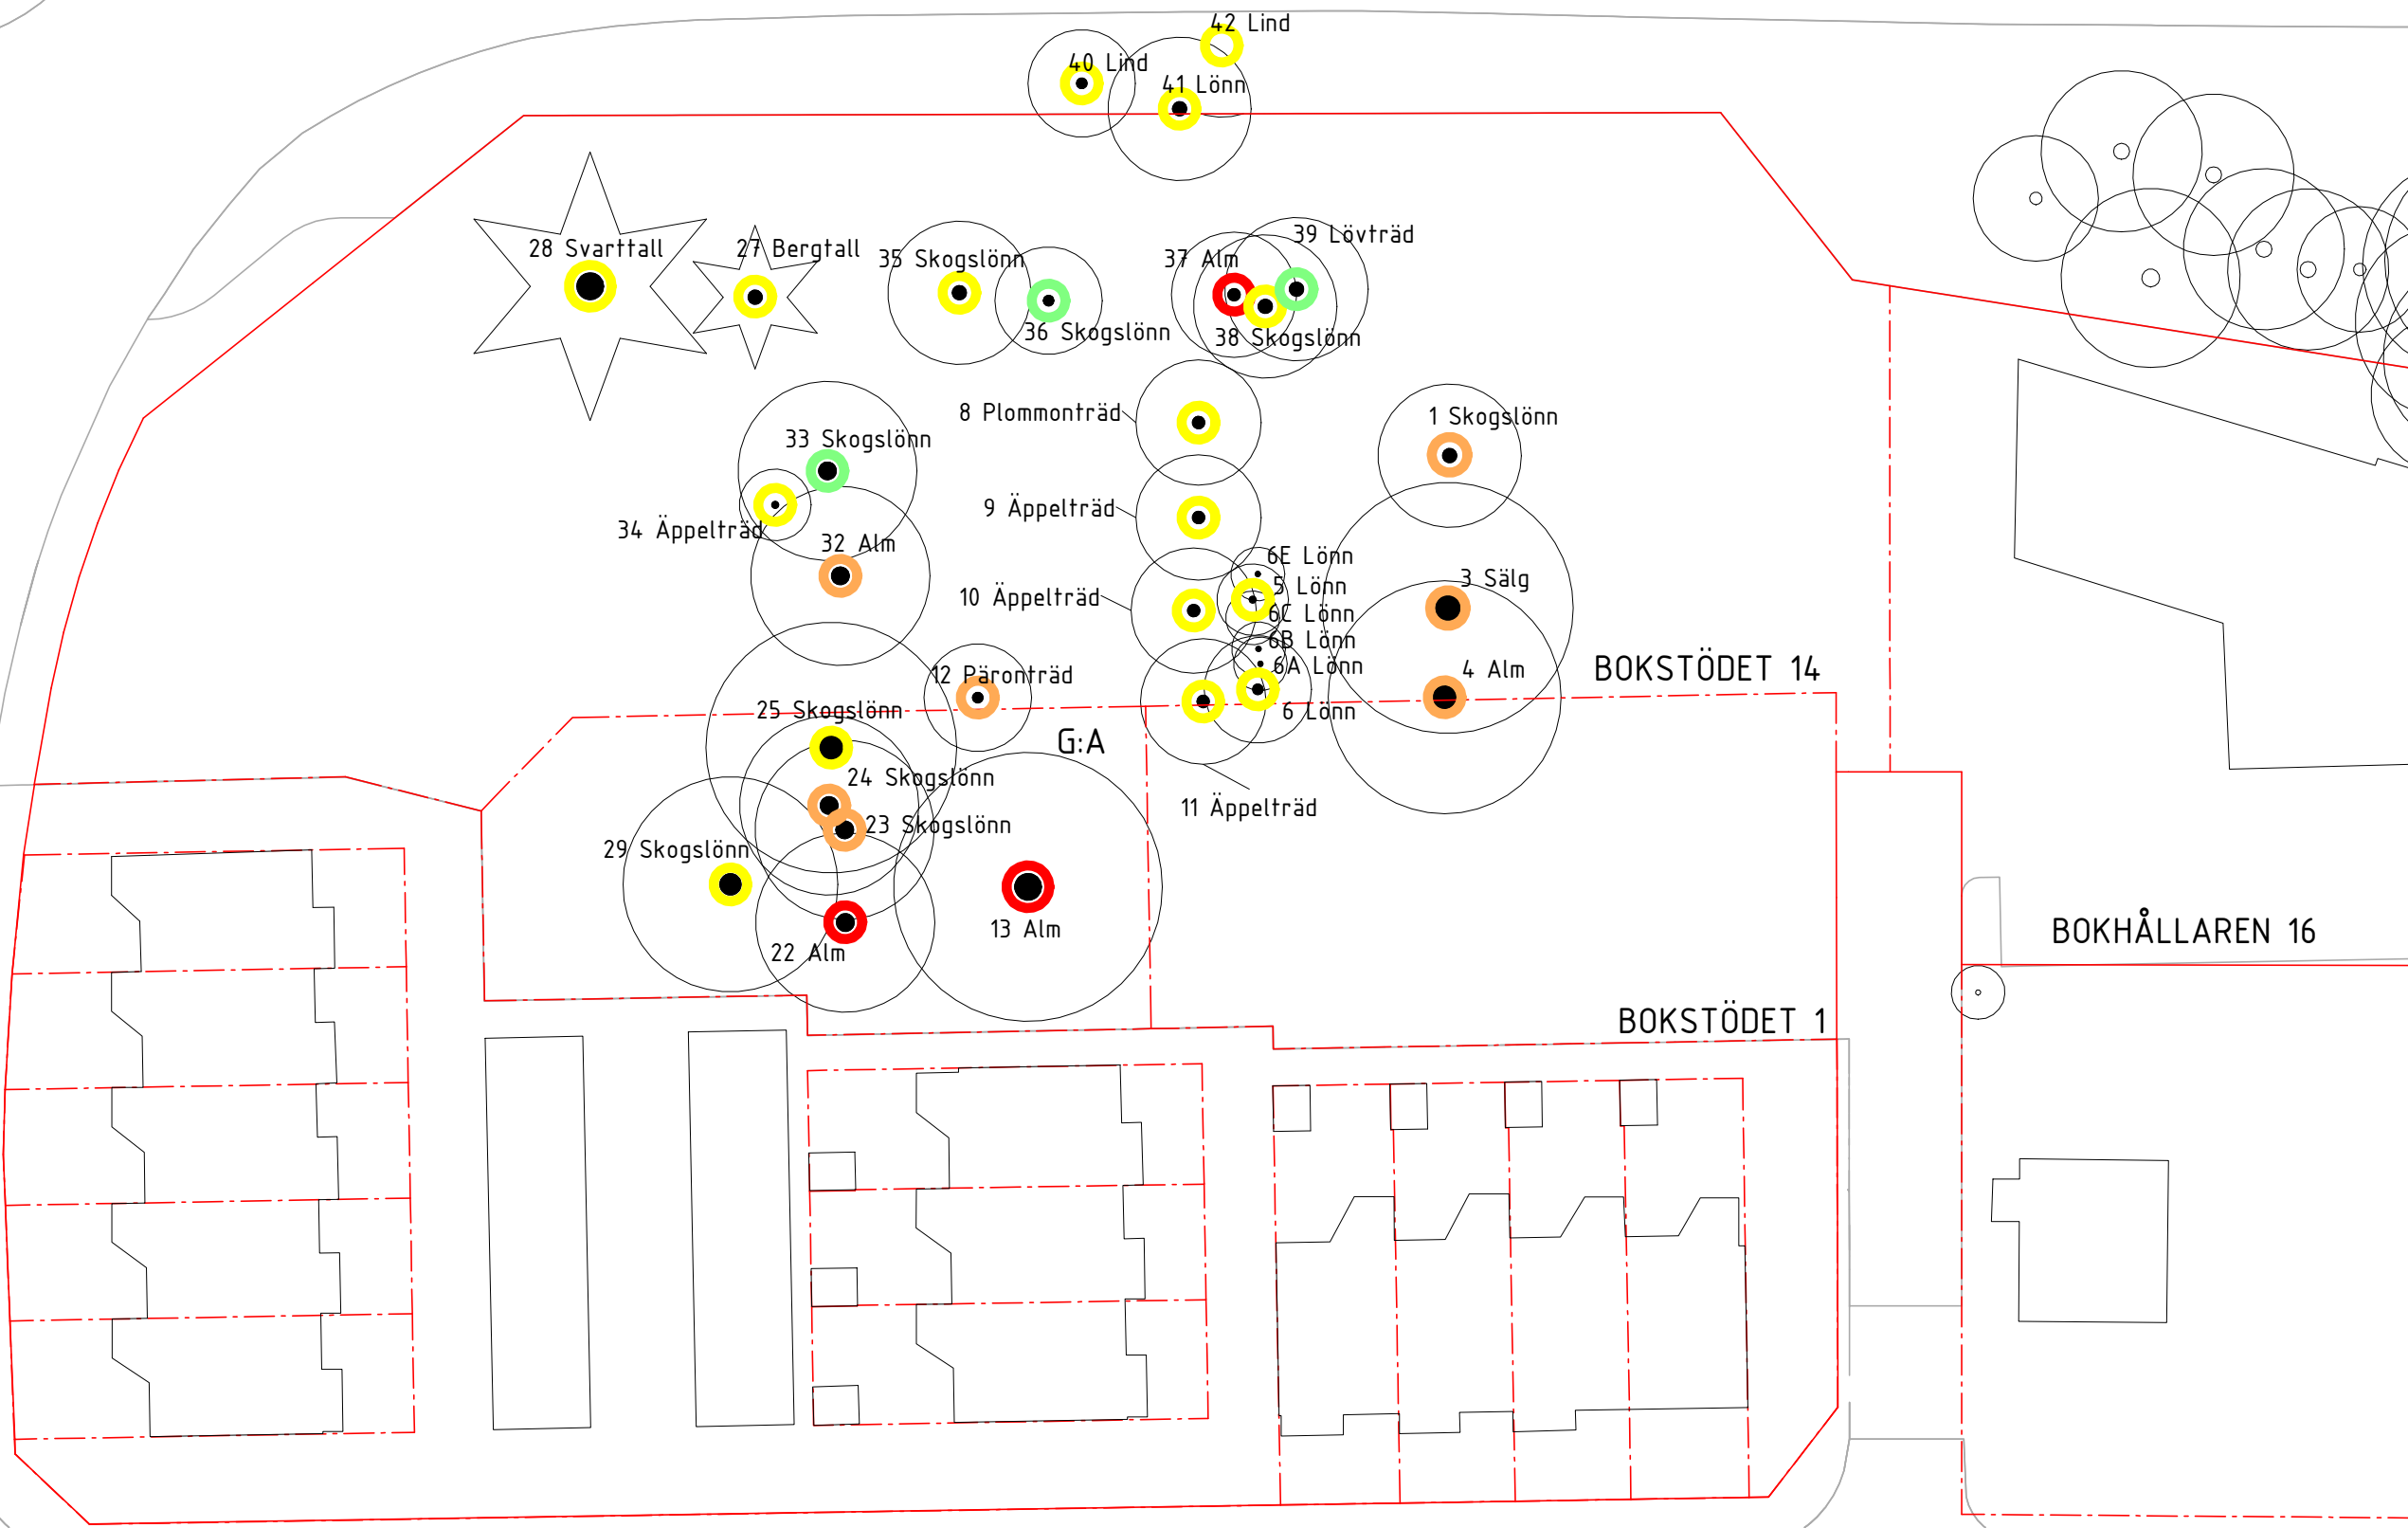 42 Lind
40 Lind
41 Lönn
28 Svarttall
27 Bergtall
35 Skogslönn
36 Skogslönn
37 Alm
39 Lövträd
38 Skogslönn
8 Plommonträd
1 Skogslönn
33 Skogslönn
34 Äppelträd
32 Alm
9 Äppelträd
6E Lönn
5 Lönn
10 Äppelträd
6C Lönn
6B Lönn
6A Lönn
3 Sälg
4 Alm
BOKSTÖDET 14
12 Päronträd
6 Lönn
25 Skogslönn
G:A
24 Skogslönn
11 Äppelträd
23 Skogslönn
29 Skogslönn
13 Alm
22 Alm
BOKHÅLLAREN 16
BOKSTÖDET 1